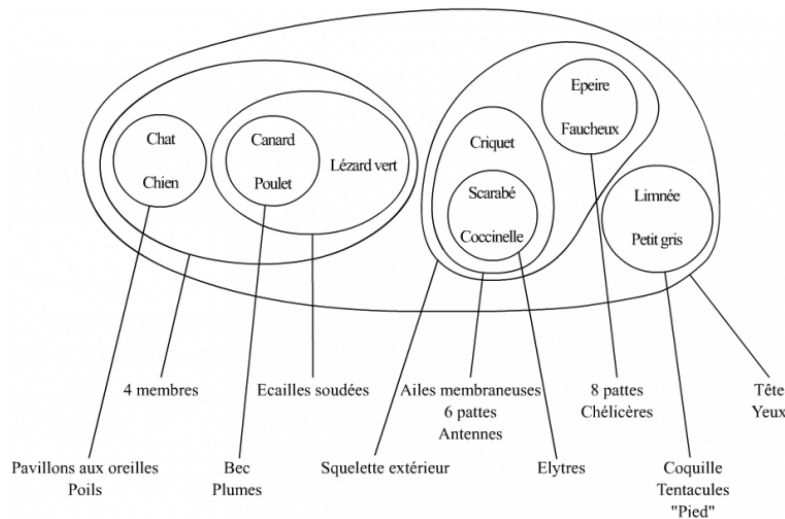 Epeire
Faucheux
Chat
Chien
Canard
Poulet
Lézard vert
Criquet
Scarabé
Coccinelle
Limnée
Petit gris
4 membres
Ecailles soudées
Ailes membraneuses
6 pattes
Antennes
8 pattes
Chélicères
Tête
Yeux
Pavillons aux oreilles
Poils
Bec
Plumes
Squelette extérieur
Elytres
Coquille
Tentacules
"Pied"